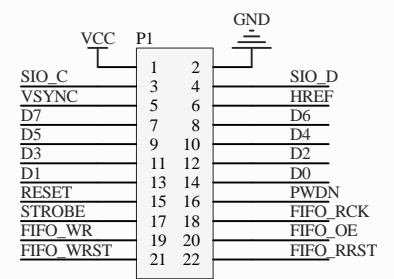 GND
VCC P1
1 2
SIO_C 3 4 SIO_D
VSYNC 5 6 HREF
D7 7 8 D6
D5 9 10 D4
D3 11 12 D2
D1 13 14 D0
RESET 15 16 PWDN
STROBE 17 18 FIFO_RCK
FIFO_WR 19 20 FIFO_OE
FIFO_WRST 21 22 FIFO_RRST